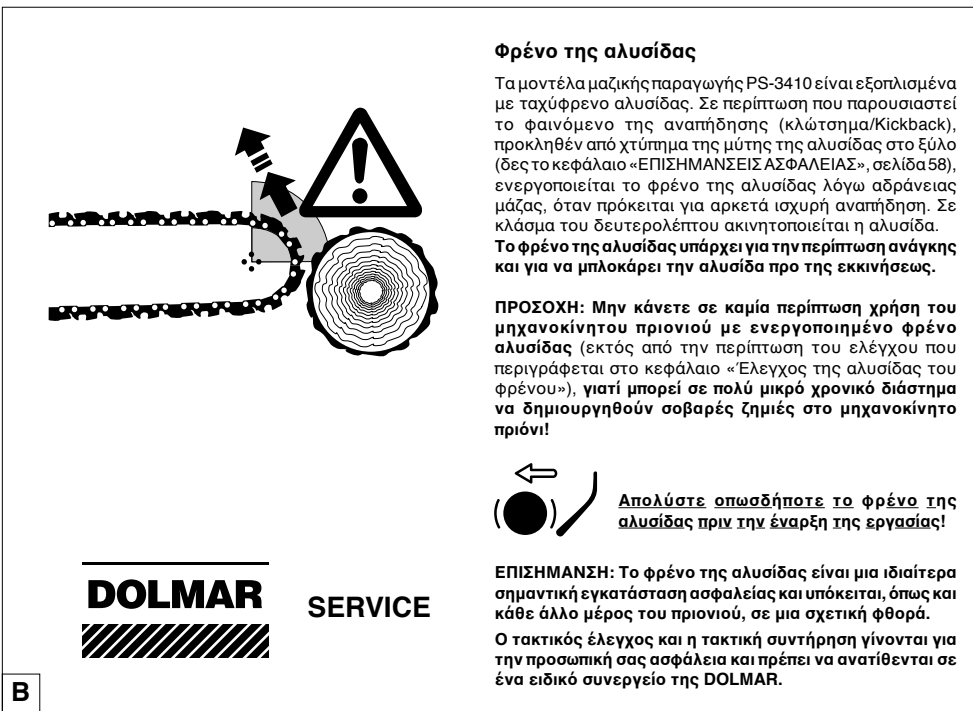 Φρένο της αλυσίδας
Τα μοντέλα μαζικής παραγωγής PS-3410 είναι εξοπλισμένα
με ταχύφρενο αλυσίδας. Σε περίπτωση που παρουσιαστεί
το φαινόμενο της αναπήδησης (κλώτσημα/Kickback),
προκληθέν από χτύπημα της μύτης της αλυσίδας στο ξύλο
(δες το κεφάλαιο «ΕΠΙΣΗΜΑΝΣΕΙΣ ΑΣΦΑΛΕΙΑΣ», σελίδα 58),
ενεργοποιείται το φρένο της αλυσίδας λόγω αδράνειας
μάζας, όταν πρόκειται για αρκετά ισχυρή αναπήδηση. Σε
κλάσμα του δευτερολέπτου ακινητοποιείται η αλυσίδα.
Το φρένο της αλυσίδας υπάρχει για την περίπτωση ανάγκης
και για να μπλοκάρει την αλυσίδα προ της εκκινήσεως.
ΠΡΟΣΟΧΗ: Μην κάνετε σε καμία περίπτωση χρήση του
μηχανοκίνητου πριονιού με ενεργοποιημένο φρένο
αλυσίδας (εκτός από την περίπτωση του ελέγχου που
περιγράφεται στο κεφάλαιο «Έλεγχος της αλυσίδας του
φρένου»), γιατί μπορεί σε πολύ μικρό χρονικό διάστημα
να δημιουργηθούν σοβαρές ζημιές στο μηχανοκίνητο
πριόνι!
Απολύστε οπωσδήποτε το φρένο της
αλυσίδας πριν την έναρξη της εργασίας!
ΕΠΙΣΗΜΑΝΣΗ: Το φρένο της αλυσίδας είναι μια ιδιαίτερα
σημαντική εγκατάσταση ασφαλείας και υπόκειται, όπως και
κάθε άλλο μέρος του πριονιού, σε μια σχετική φθορά.
Ο τακτικός έλεγχος και η τακτική συντήρηση γίνονται για
την προσωπική σας ασφάλεια και πρέπει να ανατίθενται σε
ένα ειδικό συνεργείο της DOLMAR.
DOLMAR
SERVICE
B